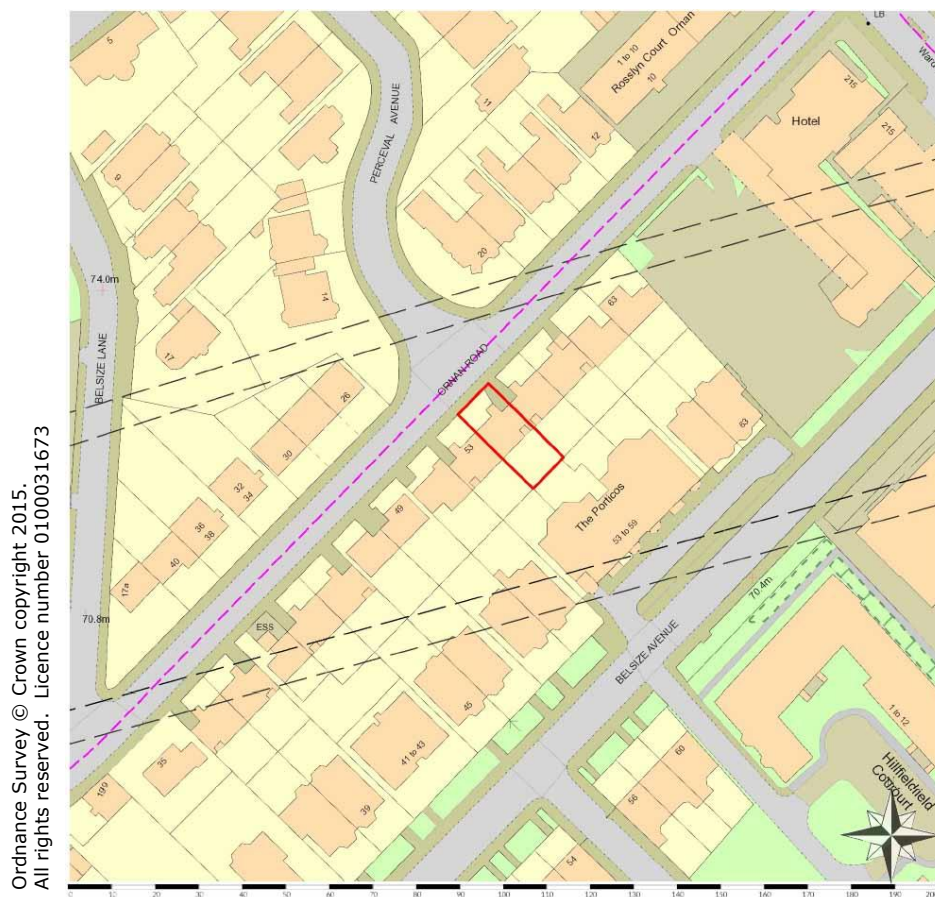 Ordnance Survey © Crown copyright 2015.
All rights reserved. Licence number 0100031673
LB
Ward
5
1 to 10
Rosslyn Court Ornan
10
215
Hotel
215
11
12
PERCEVAL AVENUE
9
20
74.0m
14
63
17
BELSIZE LANE
ORNAN ROAD
26
30
53
63
32
34
The Porticos
49
36
38
53 to 59
40
17a
70.4m
70.8m
ESS
BELSIZE AVENUE
45
1 to 12
41 to 43
60
35
Hillfieldfield
Courourt
56
39
54
0 10 20 30 40 50 60 70 80 90 100 110 120 130 140 150 160 170 180 190 200